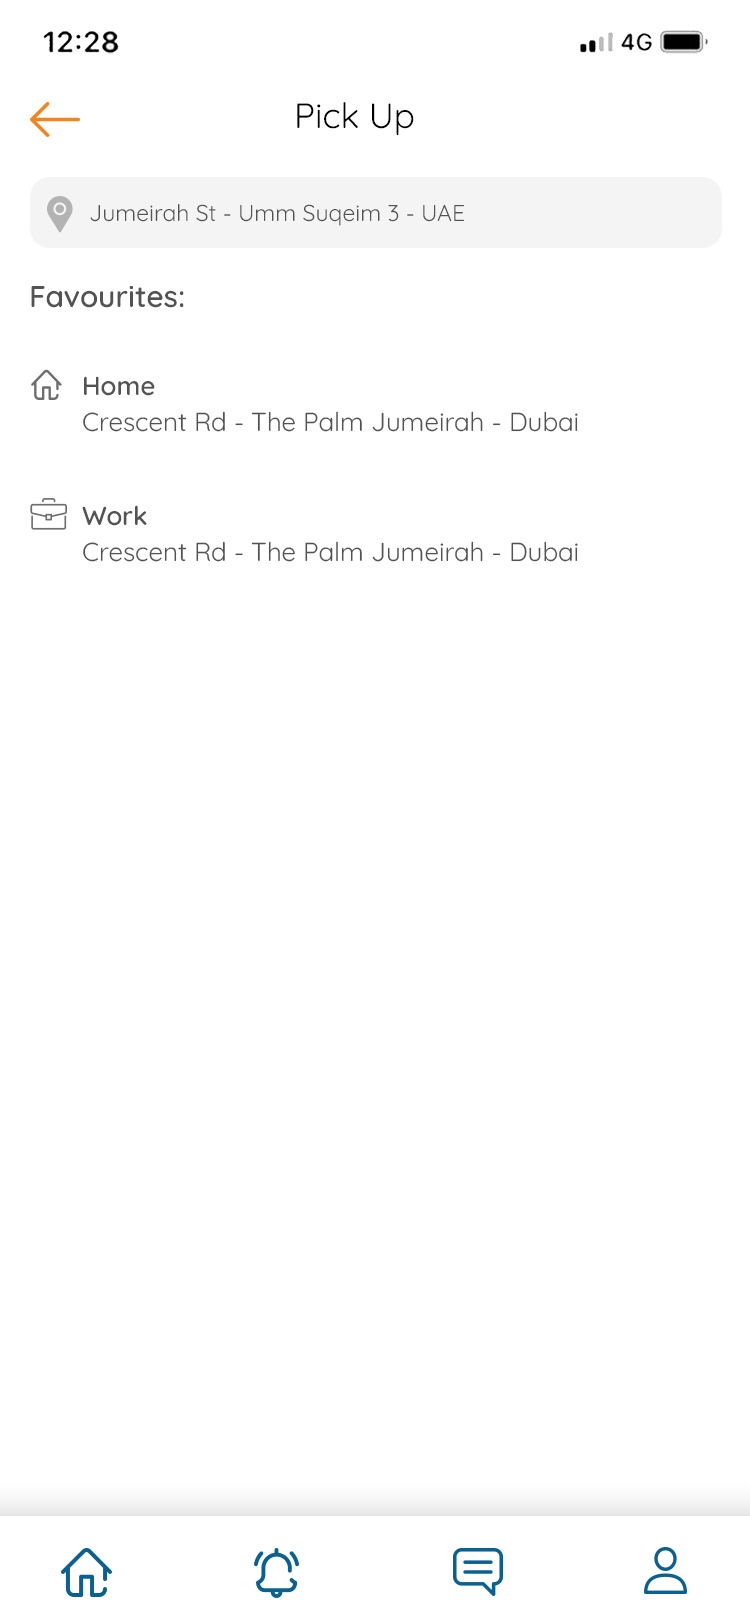 12:28
4G
Pick Up
Jumeirah St - Umm Suqeim 3 - UAE
Favourites:
Home
Crescent Rd - The Palm Jumeirah - Dubai
Work
Crescent Rd - The Palm Jumeirah - Dubai